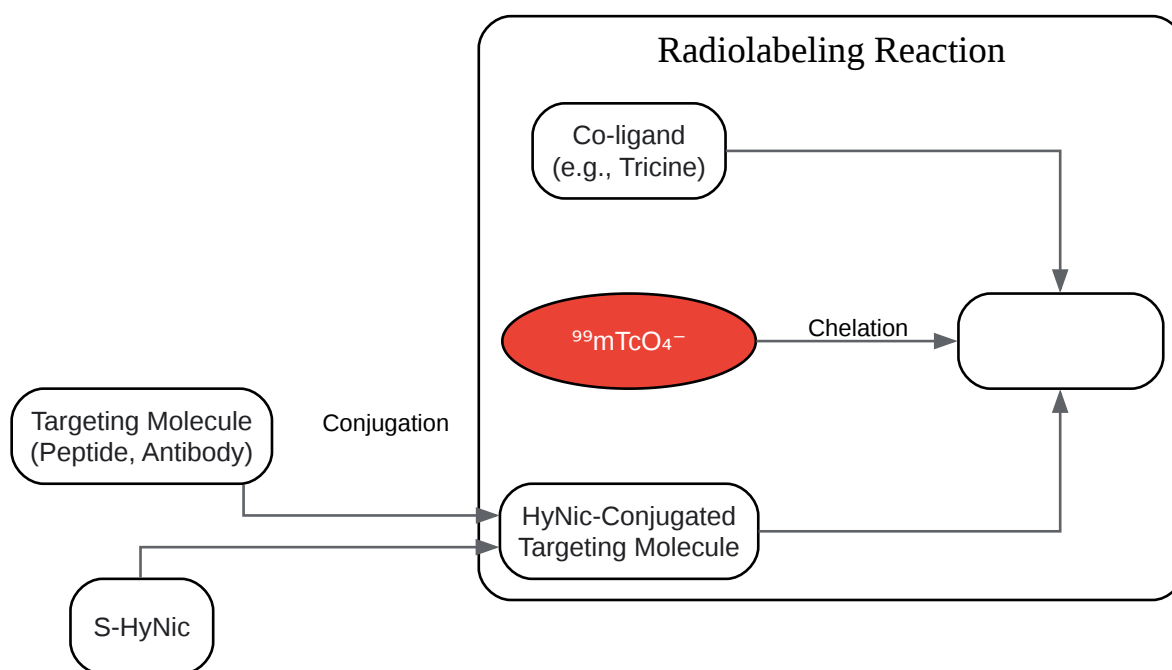 Radiolabeling Reaction
Co-ligand
(e.g., Tricine)
⁹⁹mTcO₄⁻
Chelation
Targeting Molecule
(Peptide, Antibody)
Conjugation
HyNic-Conjugated
Targeting Molecule
S-HyNic